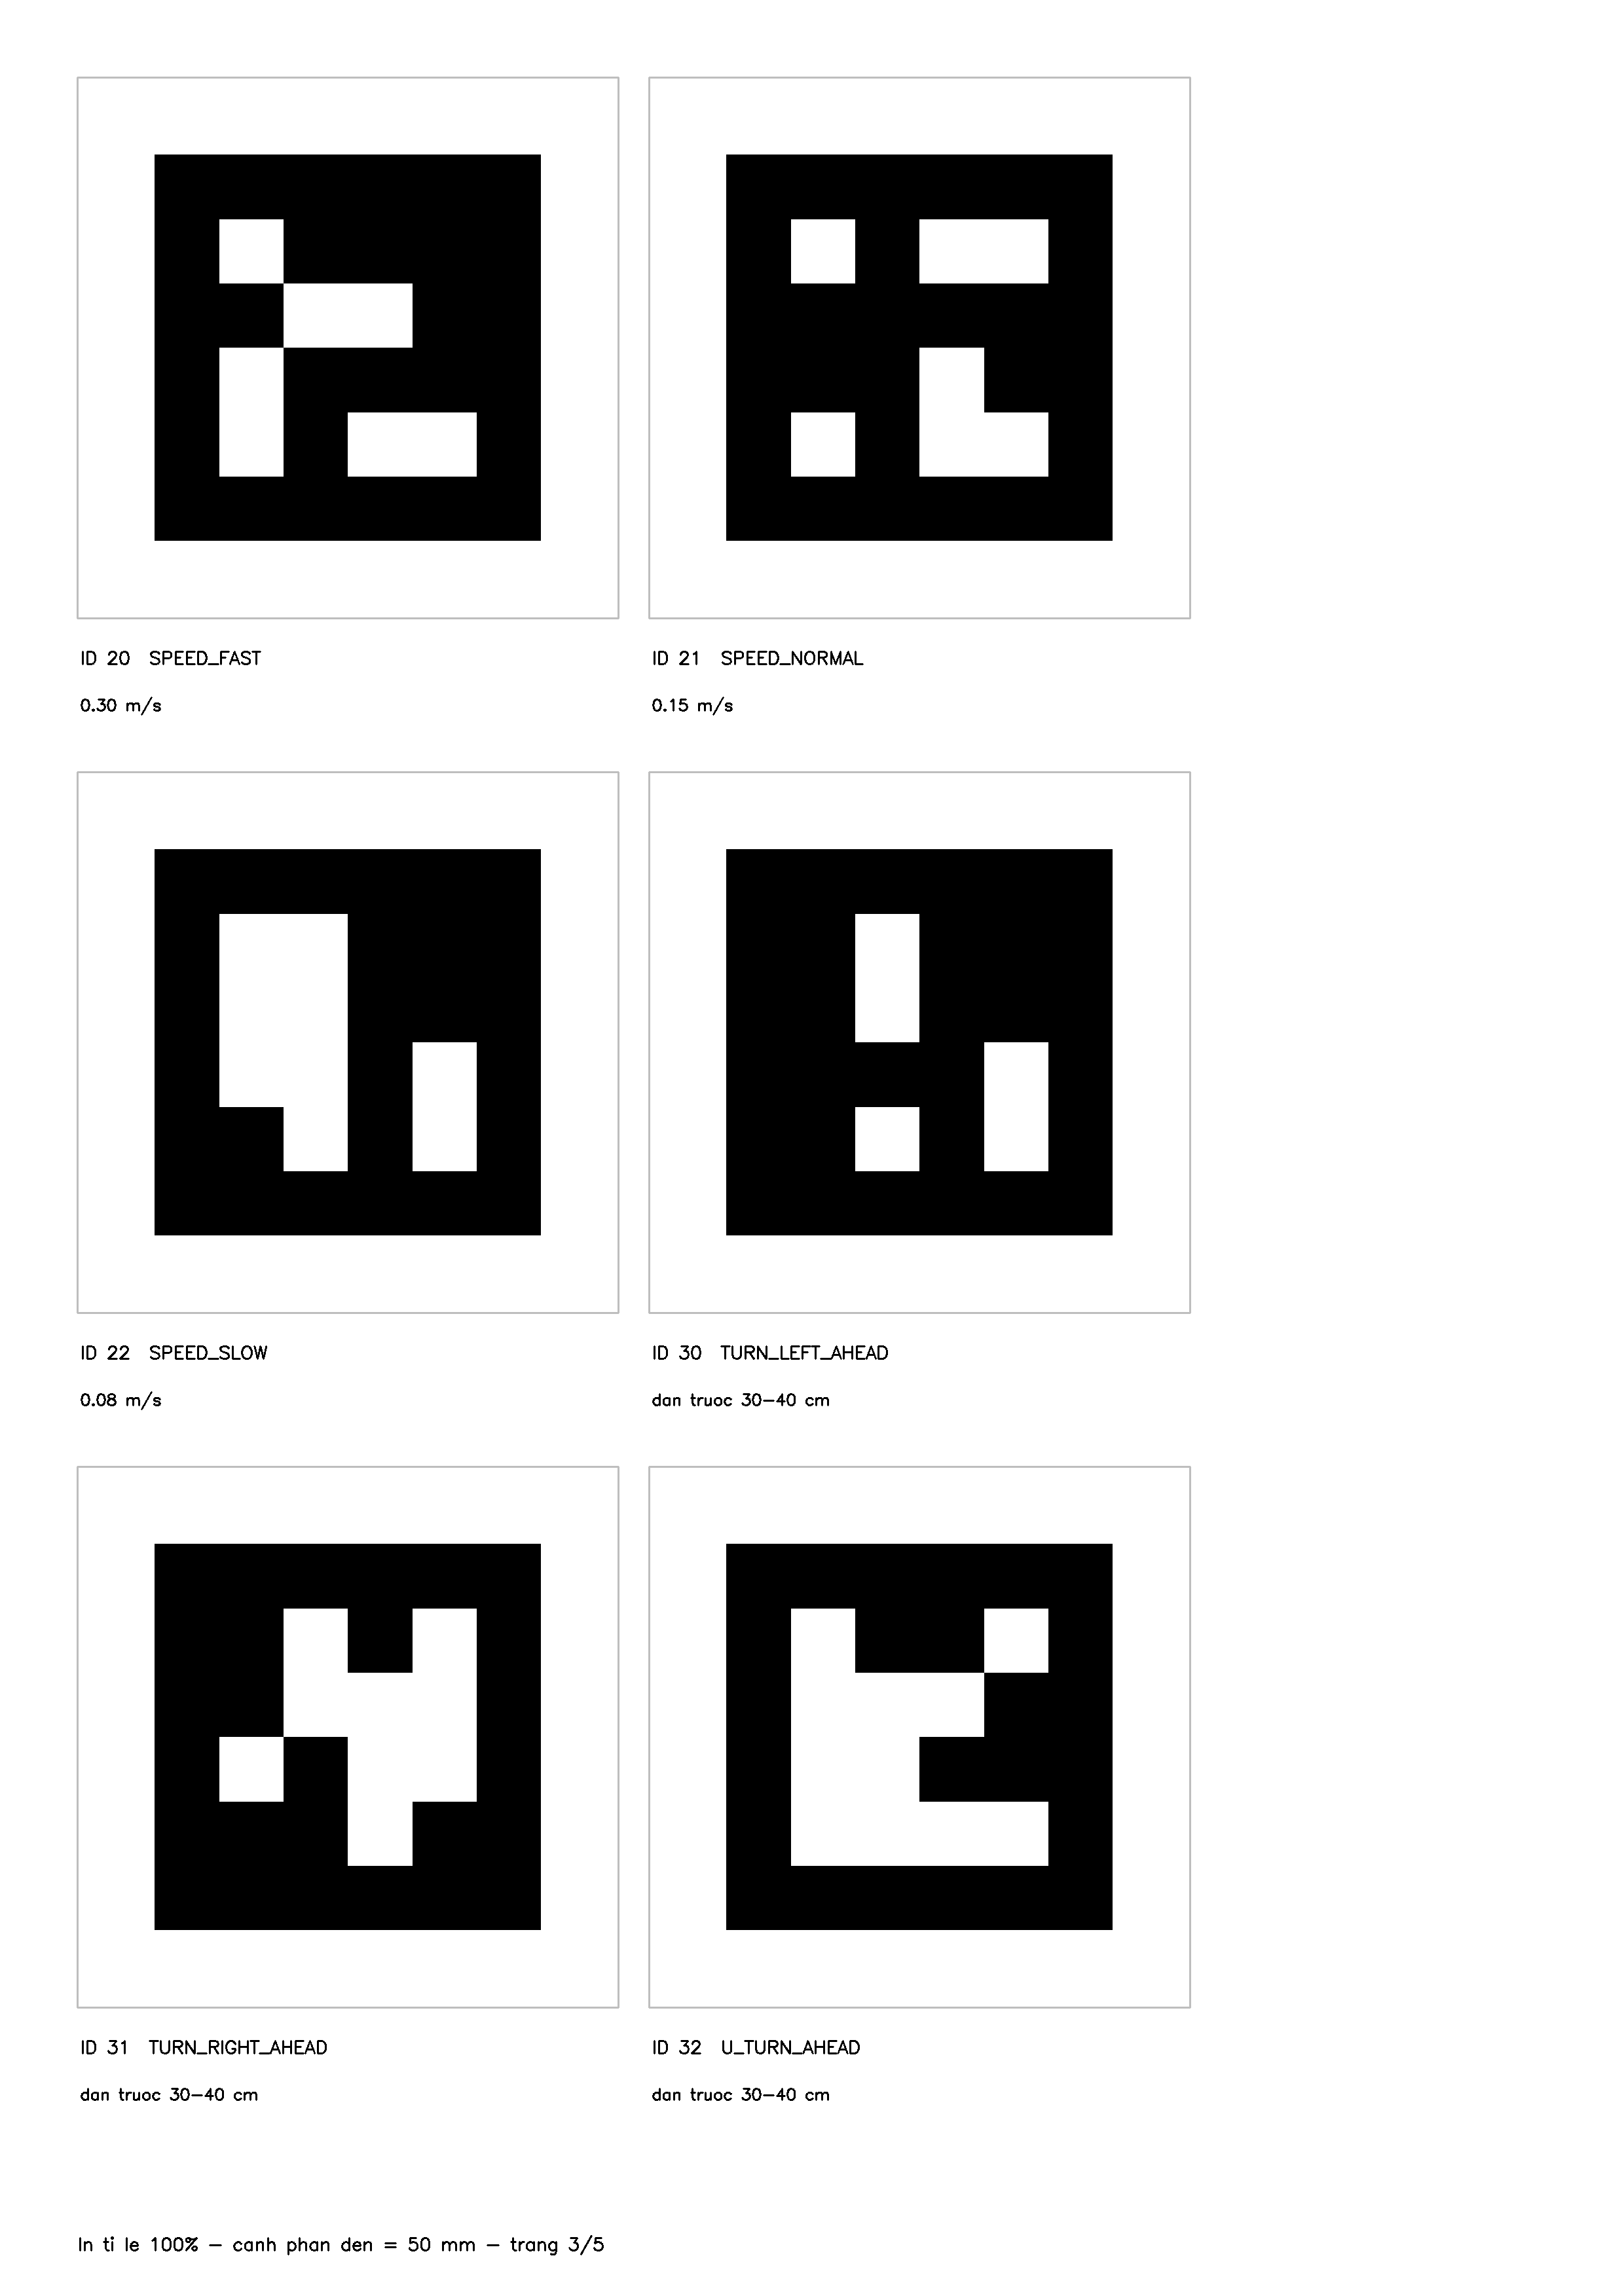 ID 20 SPEED_FAST
0.30 m/s
ID 21 SPEED_NORMAL
0.15 m/s
ID 22 SPEED_SLOW
0.08 m/s
ID 30 TURN_LEFT_AHEAD
dan truoc 30-40 cm
ID 31 TURN_RIGHT_AHEAD
dan truoc 30-40 cm
ID 32 U_TURN_AHEAD
dan truoc 30-40 cm
In ti le 100% - canh phan den = 50 mm - trang 3/5